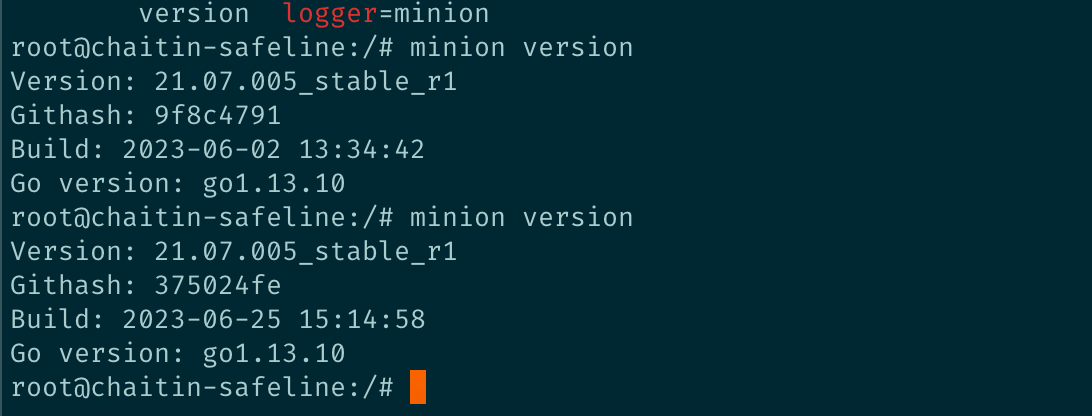 version  logger=minion
root@chaitin-safeline:/# minion version
Version: 21.07.005_stable_r1
Githash: 9f8c4791
Build: 2023-06-02 13:34:42
Go version: go1.13.10
root@chaitin-safeline:/# minion version
Version: 21.07.005_stable_r1
Githash: 375024fe
Build: 2023-06-25 15:14:58
Go version: go1.13.10
root@chaitin-safeline:/#